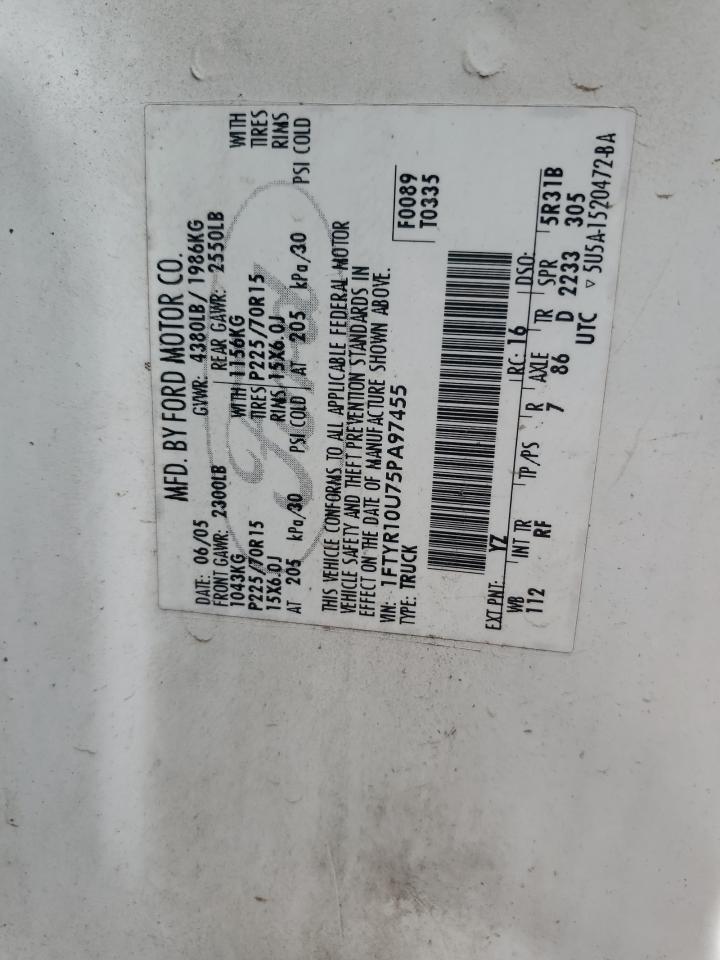 MFD. BY FORD MOTOR CO.
DATE: 06/05 GVWR: 4380LB/ 1986KG
FRONT GAWR: 2300LB REAR GAWR: 2550LB
1043KG WITH 1156KG WITH
P225/70R15 TIRES P225/70R15 TIRES
15X6.0J RIMS 15X6.0J RIMS
AT 205 kPa/30 PSI COLD AT 205 kPa/30 PSI COLD
THIS VEHICLE CONFORMS TO ALL APPLICABLE FEDERAL MOTOR
VEHICLE SAFETY AND THEFT PREVENTION STANDARDS IN
EFFECT ON THE DATE OF MANUFACTURE SHOWN ABOVE.
VIN: 1FTYR10U75PA97455
TYPE: TRUCK
F0089
T0335
EXT PNT: YZ RC: 16 DSO:
WB INT TR TP/PS R AXLE TR SPR 5R31B
112 RF 7 86 D 2233 305
UTC ▽ 5U5A-1520472-BA
Ford